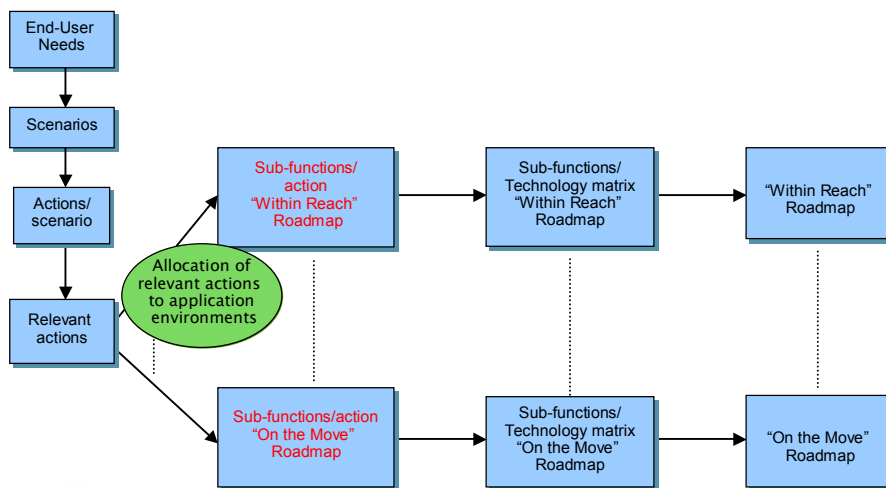 End-User
Needs
Scenarios
Actions/
scenario
Relevant
actions
Allocation of
relevant actions
to application
environments
Sub-functions/
action
“Within Reach”
Roadmap
Sub-functions/
Technology matrix
“Within Reach”
Roadmap
“Within Reach”
Roadmap
Sub-functions/action
“On the Move”
Roadmap
Sub-functions/
Technology matrix
“On the Move”
Roadmap
“On the Move”
Roadmap